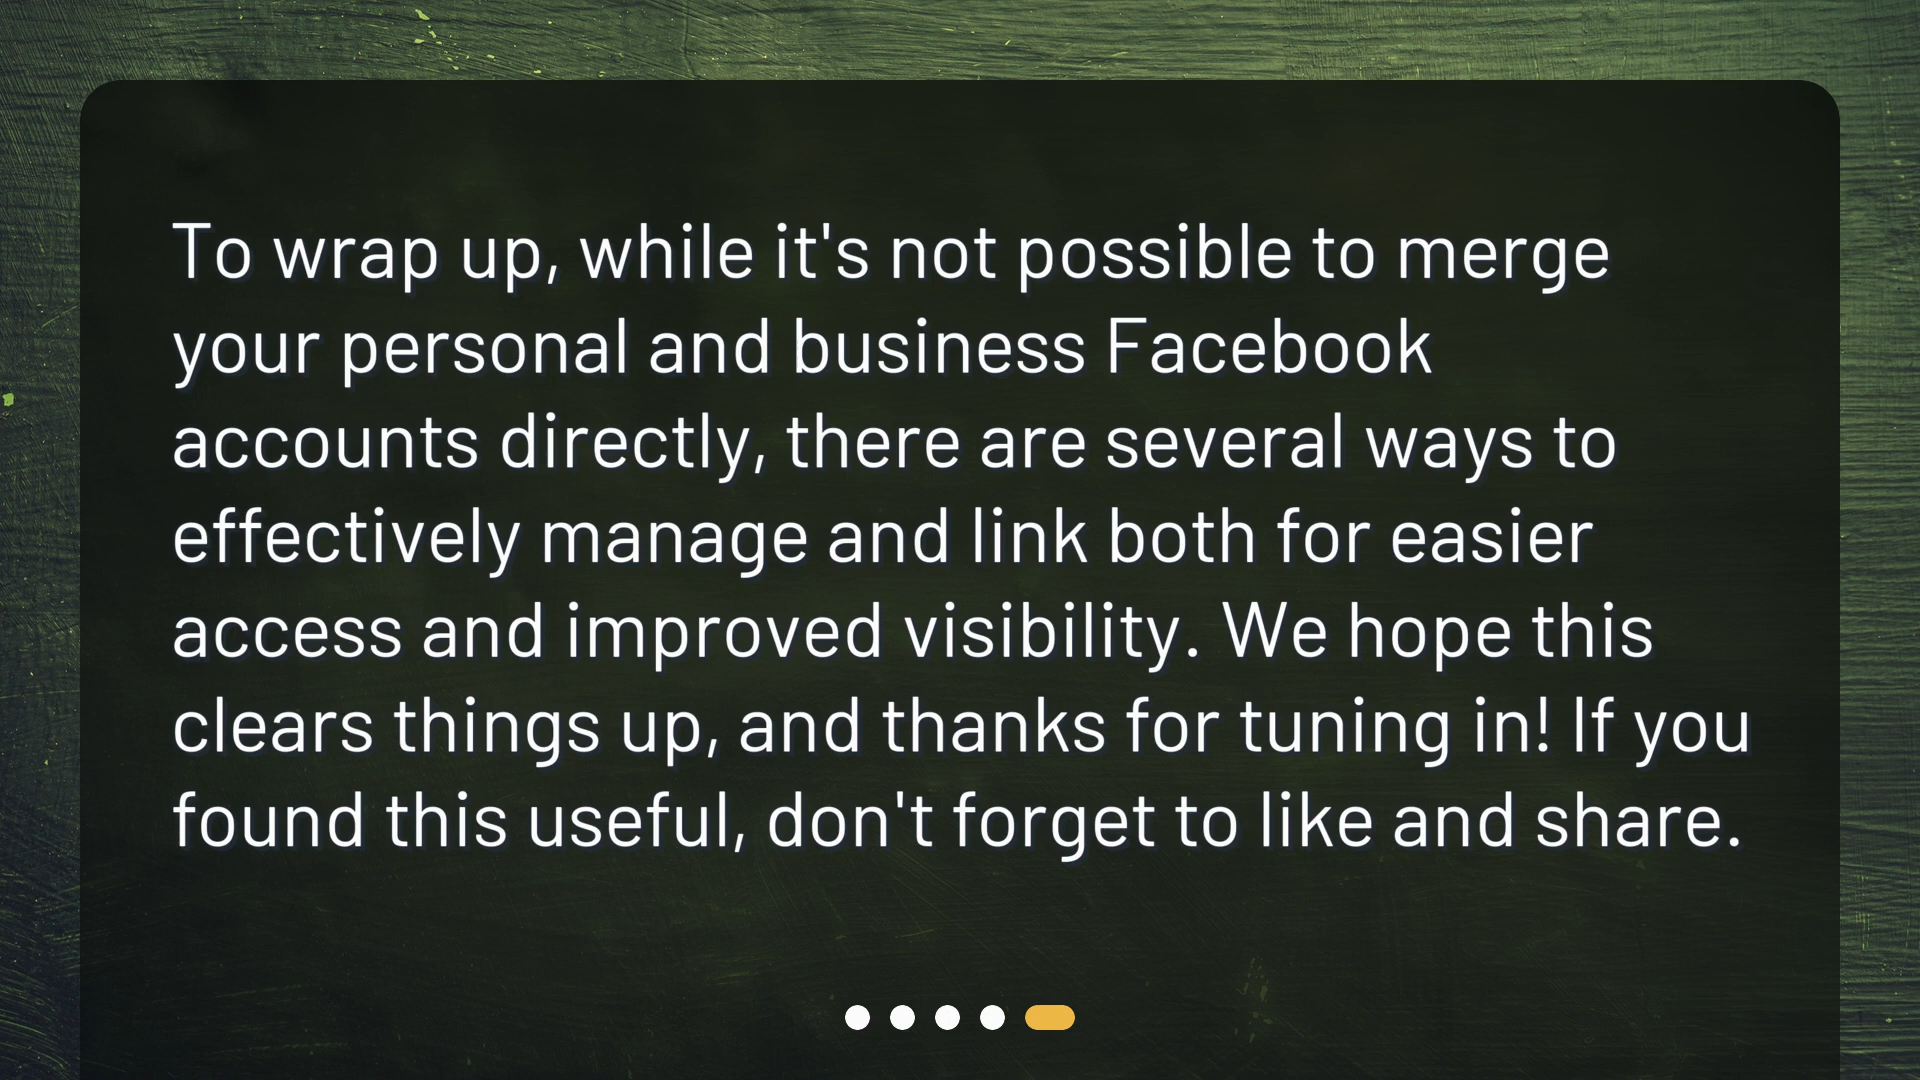 To wrap up, while it's not possible to merge
your personal and business Facebook
accounts directly, there are several ways to
effectively manage and link both for easier
access and improved visibility. We hope this
clears things up, and thanks for tuning in! If you
found this useful, don't forget to like and share.